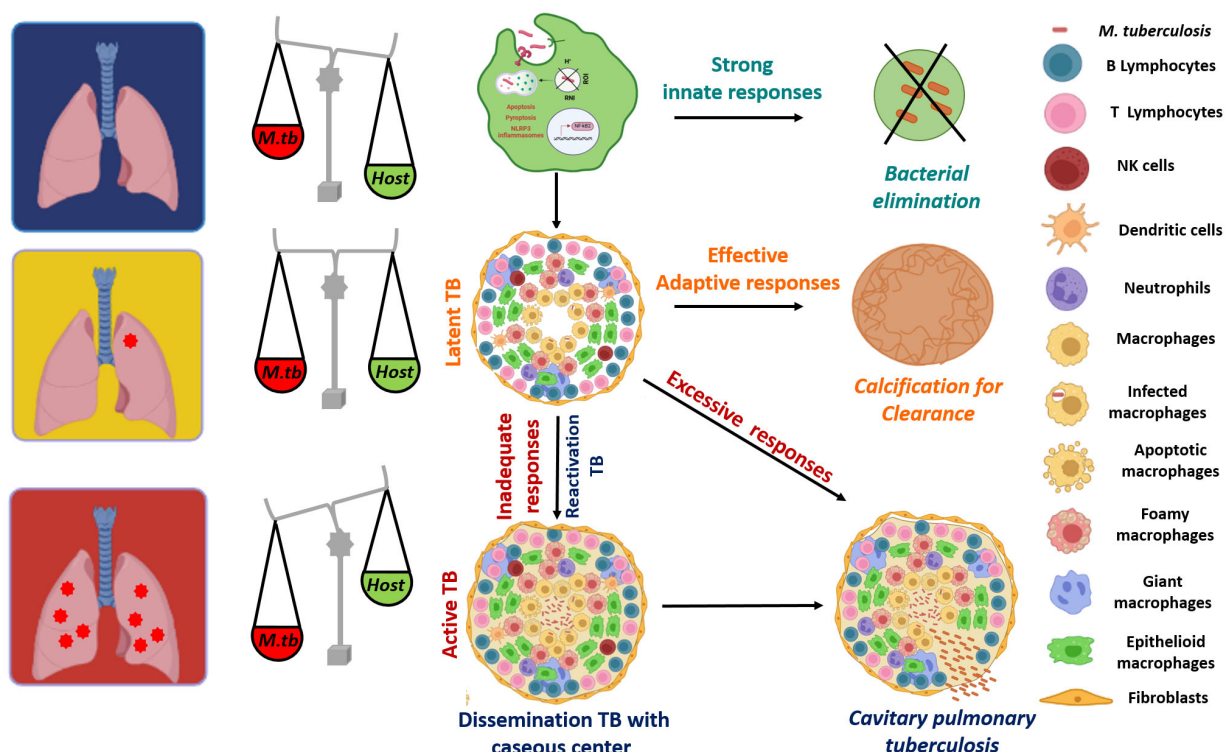 M.tb
Host
H⁺
ROI
RNI
Apoptosis
Pyroptosis
NLRP3
inflammasomes
Strong
innate responses
Bacterial
elimination
M.tb
Host
Latent TB
Effective
Adaptive responses
Calcification for
Clearance
Inadequate
responses
Reactivation
TB
Excessive responses
M.tb
Host
Active TB
Dissemination TB with
caseous center
Cavitary pulmonary
tuberculosis
M. tuberculosis
B Lymphocytes
T Lymphocytes
NK cells
Dendritic cells
Neutrophils
Macrophages
Infected
macrophages
Apoptotic
macrophages
Foamy
macrophages
Giant
macrophages
Epithelioid
macrophages
Fibroblasts